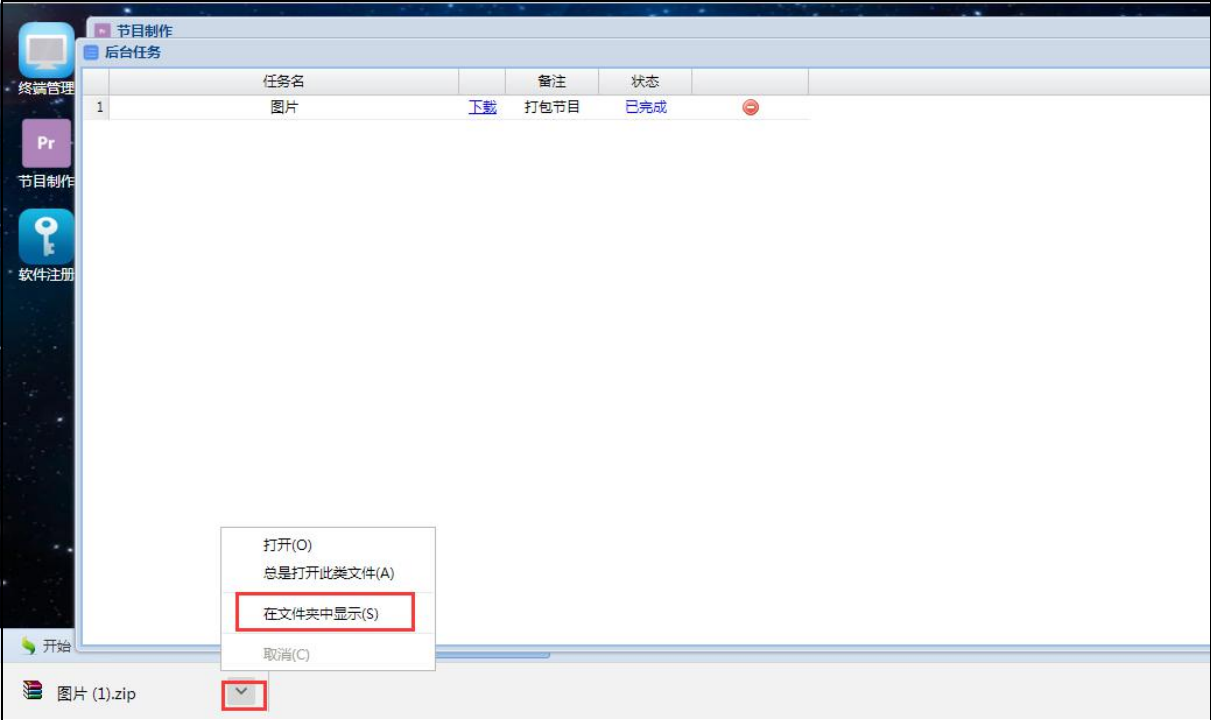 节目制作
后台任务
终端管理
任务名 备注 状态
1 图片 下载 打包节目 已完成
Pr
节目制作
软件注册
打开(O)
总是打开此类文件(A)
在文件夹中显示(S)
开始
取消(C)
图片 (1).zip